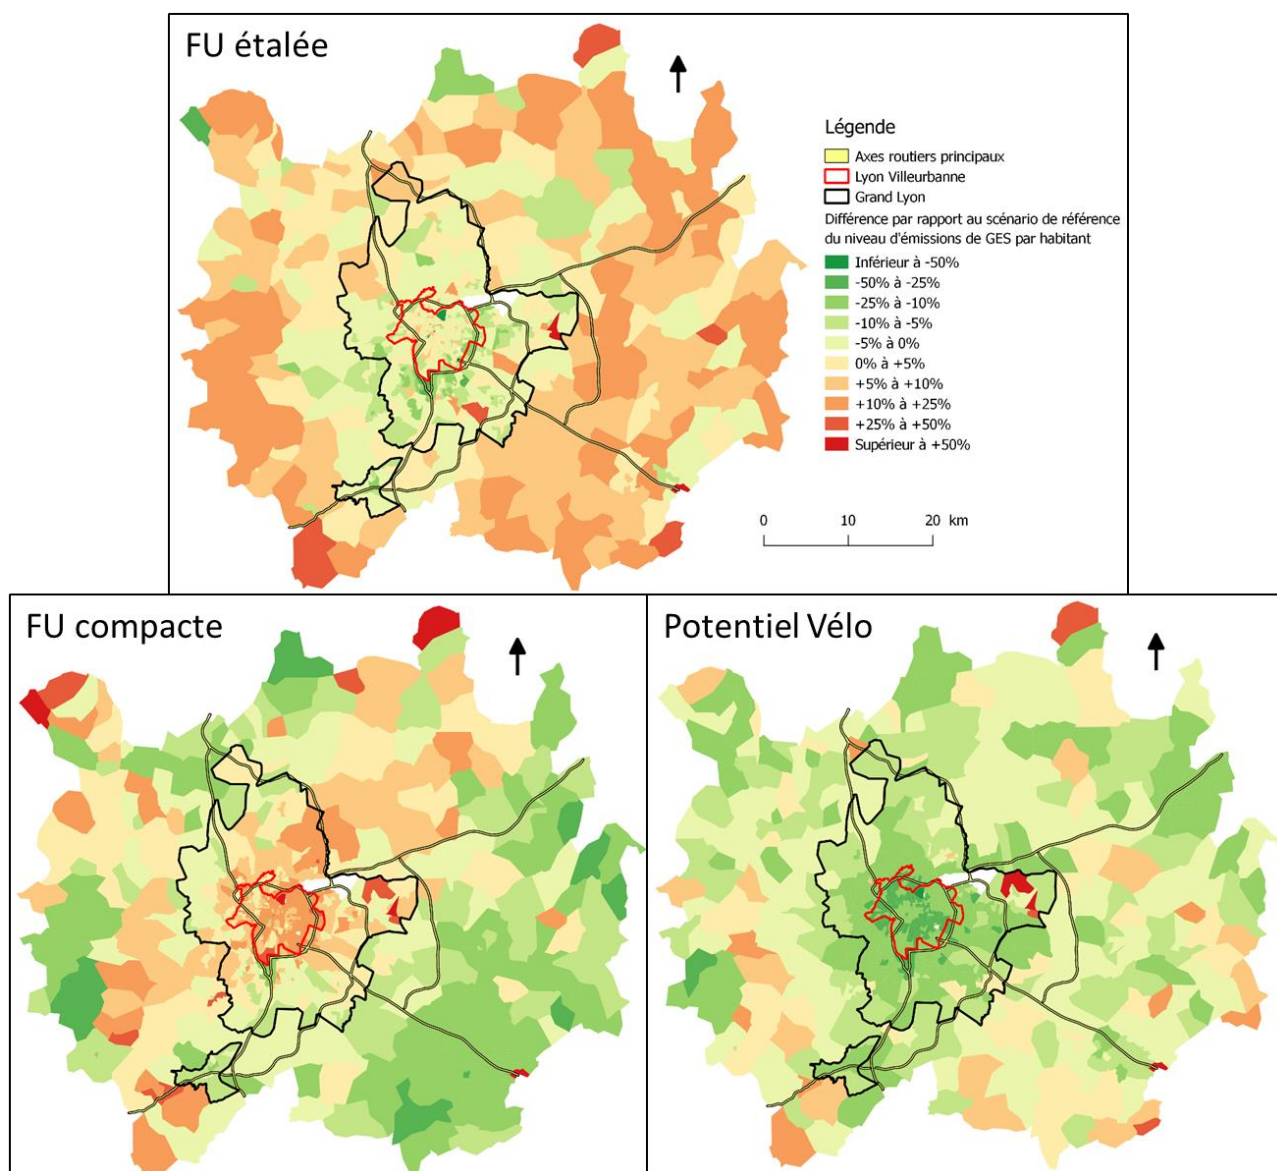 FU étalée
Légende
Axes routiers principaux
Lyon Villeurbanne
Grand Lyon
Différence par rapport au scénario de référence
du niveau d'émissions de GES par habitant
Inférieur à -50%
-50% à -25%
-25% à -10%
-10% à -5%
-5% à 0%
0% à +5%
+5% à +10%
+10% à +25%
+25% à +50%
Supérieur à +50%
0 10 20 km
FU compacte
Potentiel Vélo